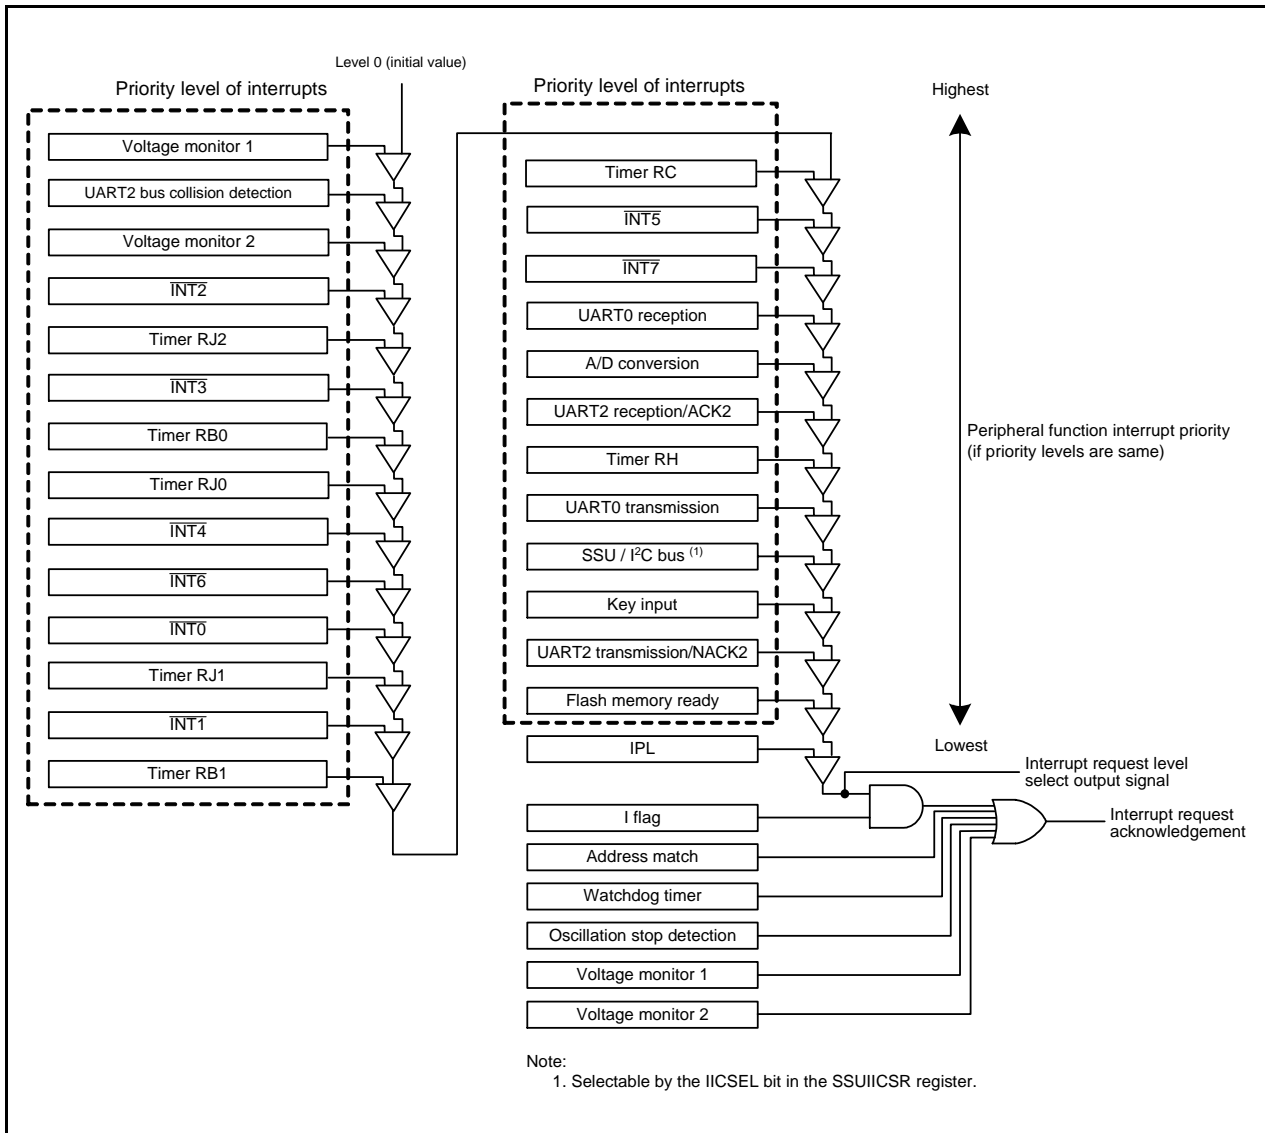 Level 0 (initial value)
Priority level of interrupts
Voltage monitor 1
UART2 bus collision detection
Voltage monitor 2
INT2
Timer RJ2
INT3
Timer RB0
Timer RJ0
INT4
INT6
INT0
Timer RJ1
INT1
Timer RB1
Priority level of interrupts
Timer RC
INT5
INT7
UART0 reception
A/D conversion
UART2 reception/ACK2
Timer RH
UART0 transmission
SSU / I²C bus (1)
Key input
UART2 transmission/NACK2
Flash memory ready
IPL
I flag
Address match
Watchdog timer
Oscillation stop detection
Voltage monitor 1
Voltage monitor 2
Highest
Peripheral function interrupt priority
(if priority levels are same)
Lowest
Interrupt request level
select output signal
Interrupt request
acknowledgement
Note:
1. Selectable by the IICSEL bit in the SSUIICSR register.